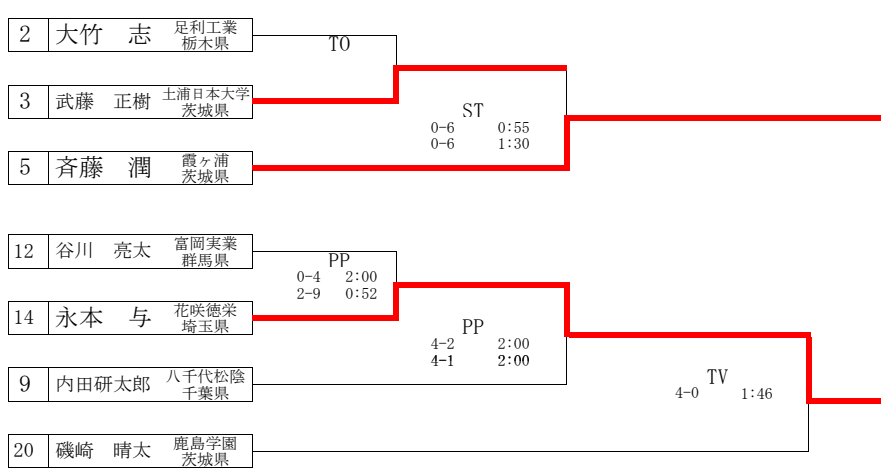 2 大竹　志 足利工業
栃木県
TO
3 武藤　正樹 土浦日本大学
茨城県
ST
0-6 0:55
0-6 1:30
5 斉藤　潤 霞ヶ浦
茨城県
12 谷川　亮太 富岡実業
群馬県
PP
0-4 2:00
2-9 0:52
14 永本　与 花咲徳栄
埼玉県
PP
4-2 2:00
4-1 2:00
9 内田研太郎 八千代松陰
千葉県
TV
4-0 1:46
20 磯崎　晴太 鹿島学園
茨城県